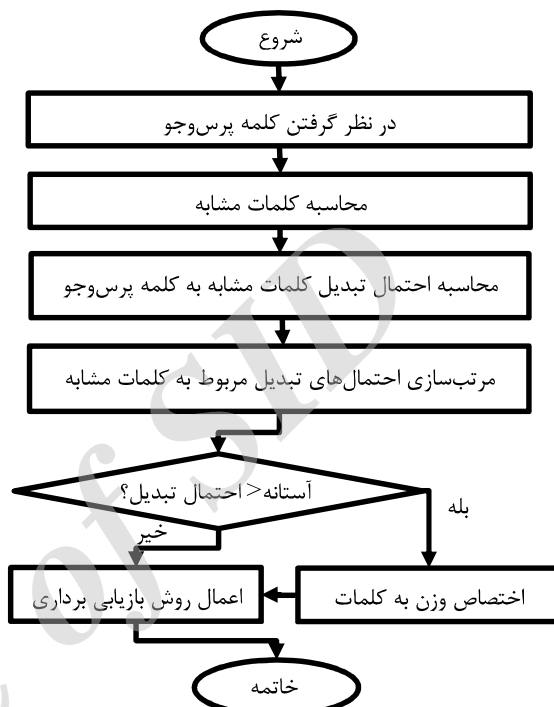 شروع
در نظر گرفتن کلمه پرس‌وجو
محاسبه کلمات مشابه
محاسبه احتمال تبدیل کلمات مشابه به کلمه پرس‌وجو
مرتب‌سازی احتمال‌های تبدیل مربوط به کلمات مشابه
آستانه< احتمال تبدیل؟
بله
خیر
اختصاص وزن به کلمات
اعمال روش بازیابی برداری
خاتمه
of SID